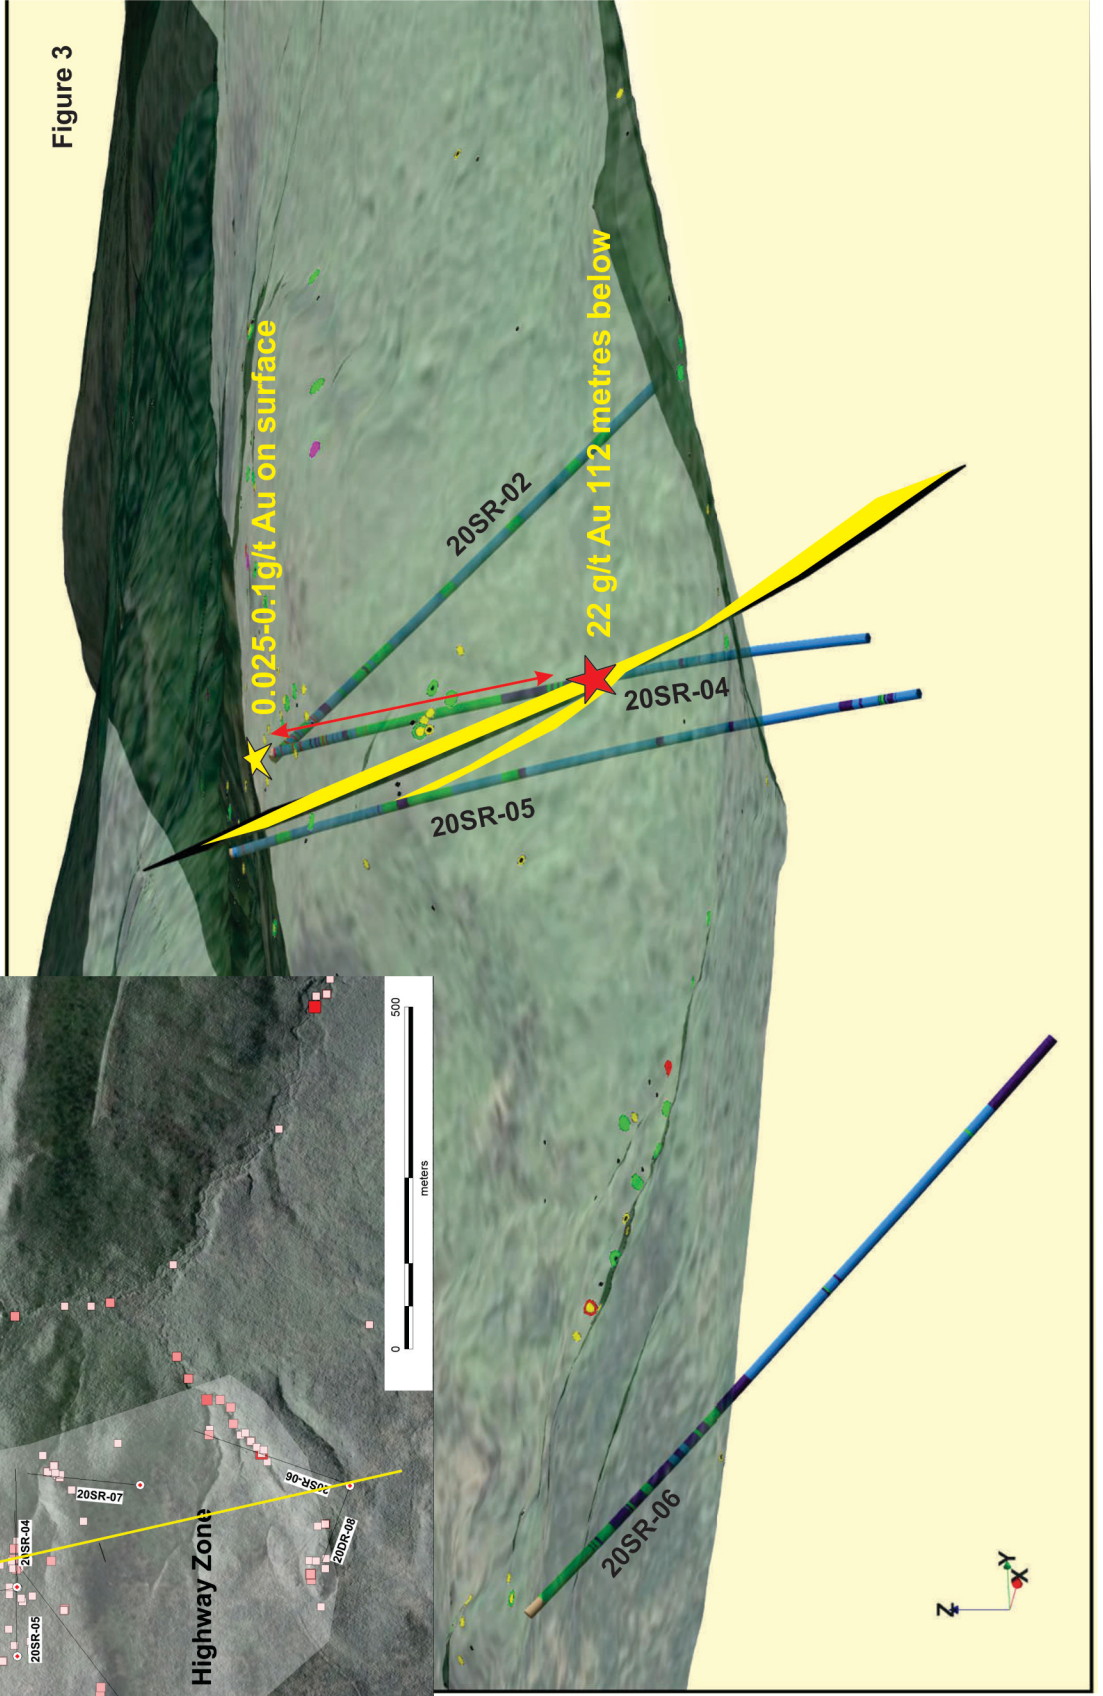 Figure 3
0.025-0.1g/t Au on surface
22 g/t Au 112 metres below
20SR-02
20SR-04
20SR-05
20SR-06
Z
Y
X
20SR-04
20SR-05
20SR-07
20SR-06
20DR-08
Highway Zone
0
500
meters